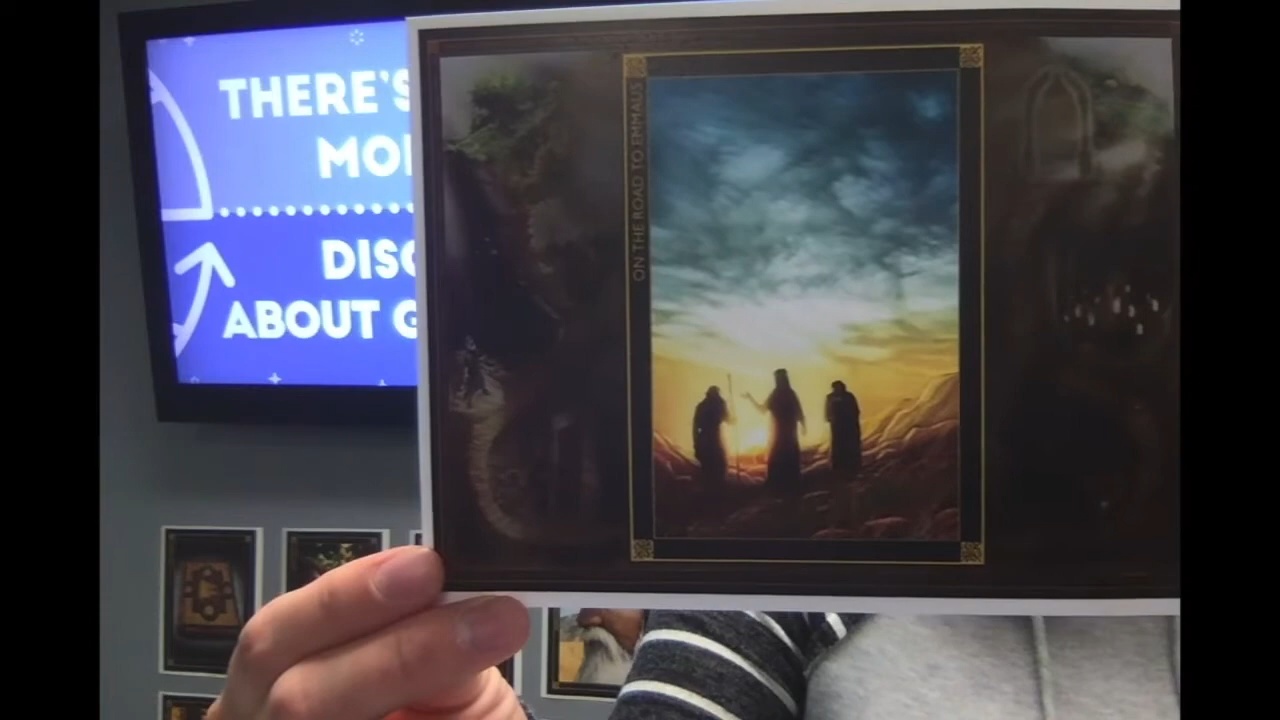 THERE'S
MO
DISC
ABOUT G
ON THE ROAD TO EMMAUS